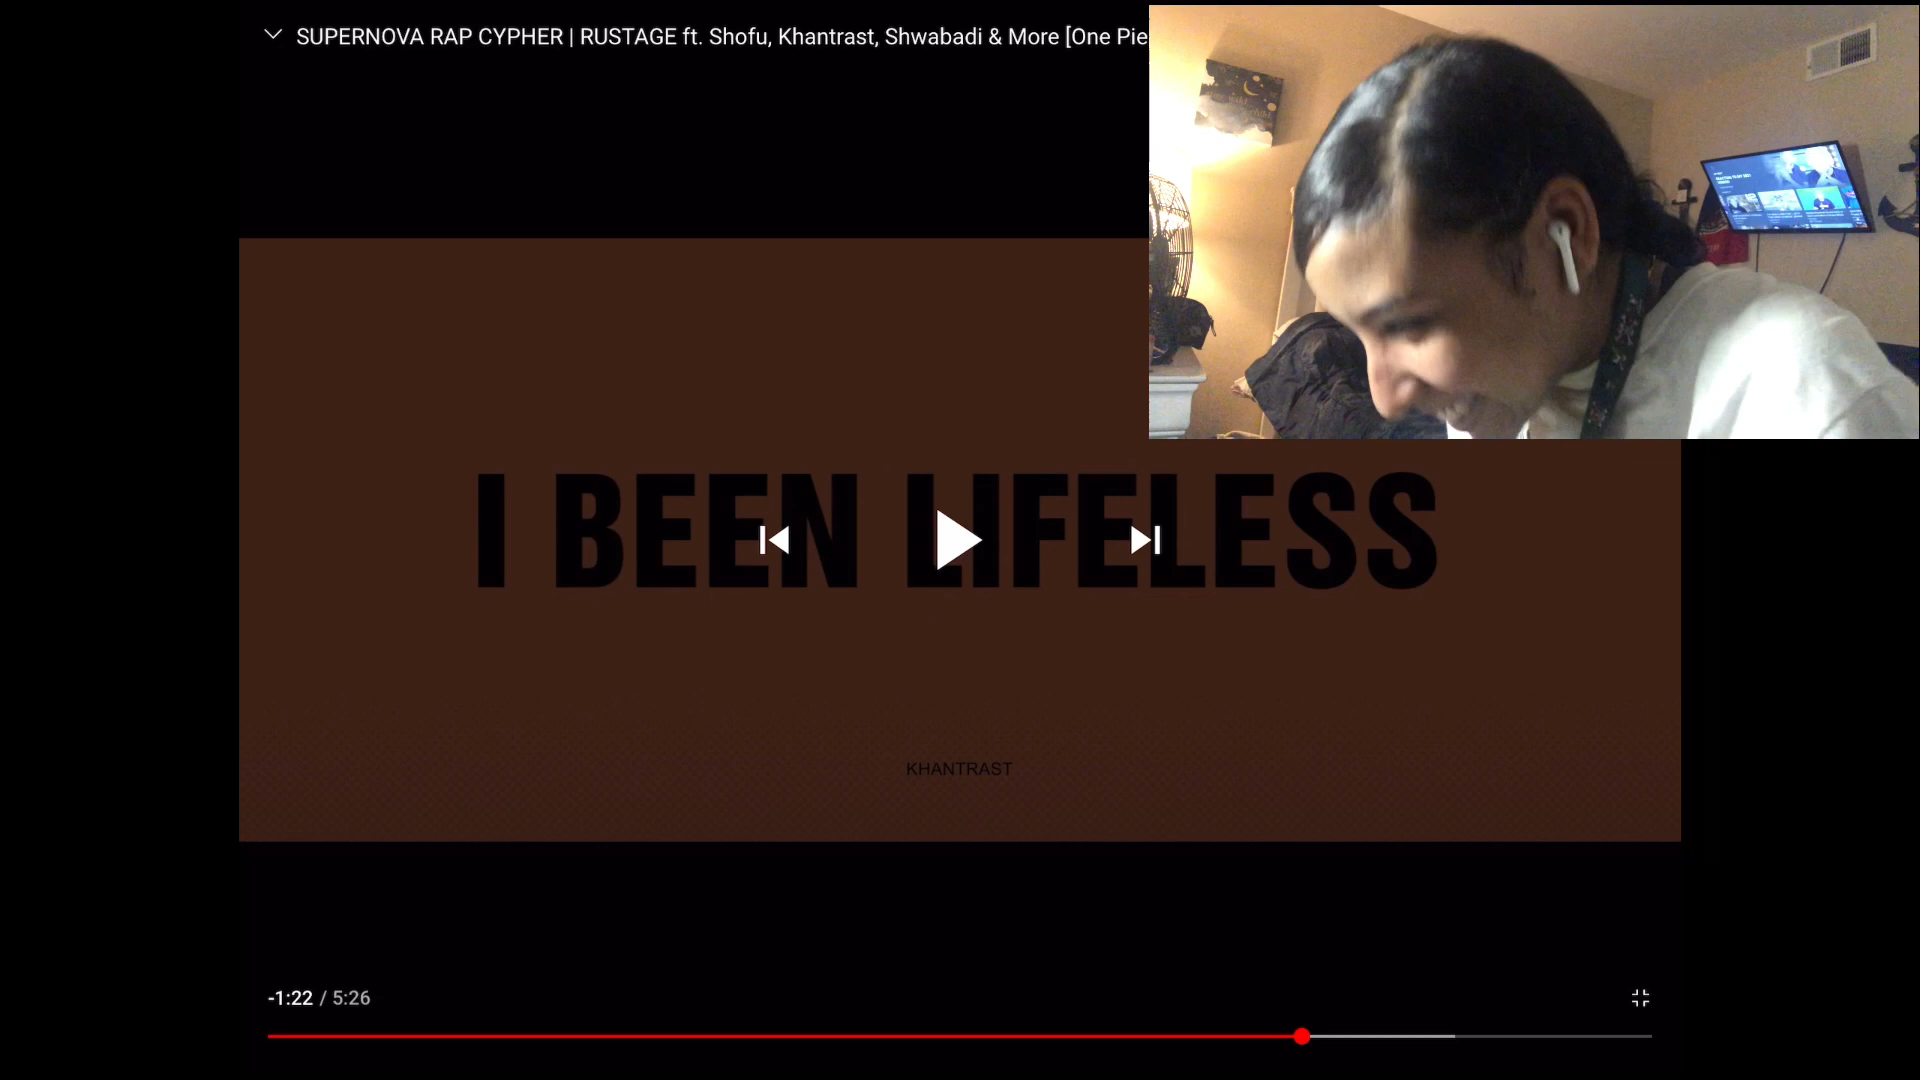 SUPERNOVA RAP CYPHER | RUSTAGE ft. Shofu, Khantrast, Shwabadi & More [One Pie
I BEEN LIFELESS
KHANTRAST
-1:22 / 5:26